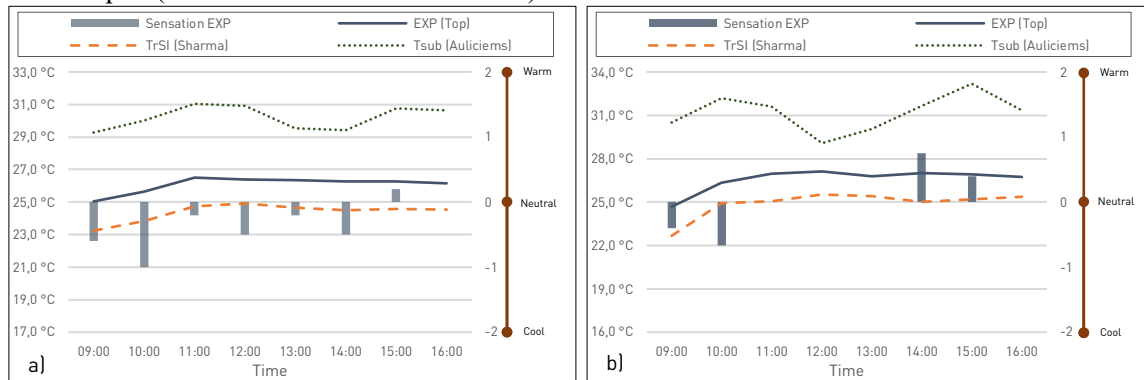 Sensation EXP EXP (Top)
TrSI (Sharma) Tsub (Auliciems)
33,0 °C 2 Warm
31,0 °C
29,0 °C 1
27,0 °C
25,0 °C 0 Neutral
23,0 °C
21,0 °C -1
19,0 °C
17,0 °C -2 Cool
09:00 10:00 11:00 12:00 13:00 14:00 15:00 16:00
a) Time
Sensation EXP EXP (Top)
TrSI (Sharma) Tsub (Auliciems)
34,0 °C 2 Warm
31,0 °C 1
28,0 °C
25,0 °C 0 Neutral
22,0 °C
19,0 °C -1
16,0 °C -2 Cool
09:00 10:00 11:00 12:00 13:00 14:00 15:00 16:00
b) Time